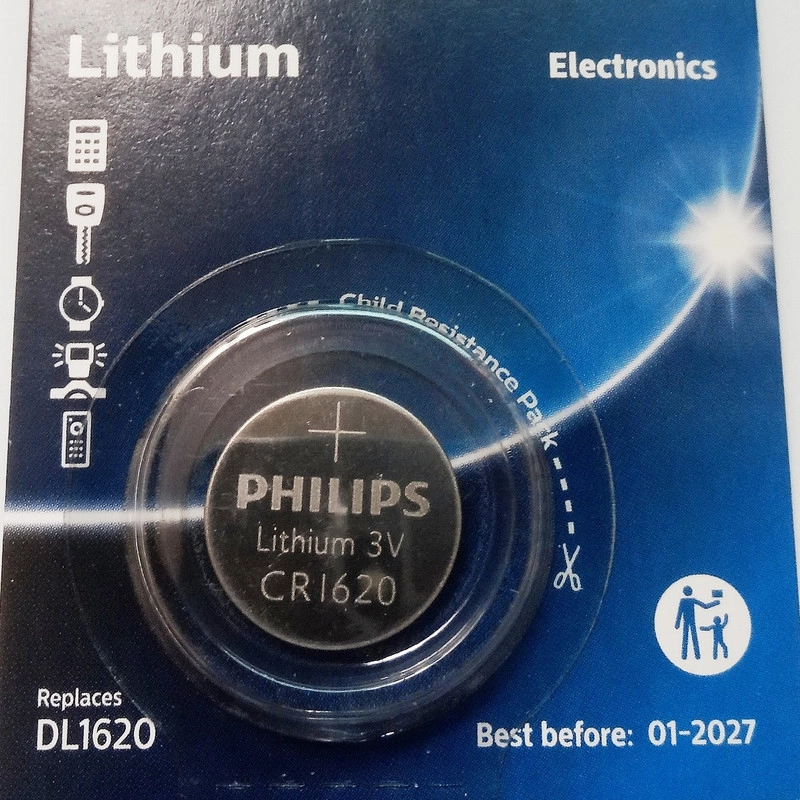 Lithium
Electronics
Child Resistance Pack
+
PHILIPS
Lithium 3V
CR1620
Replaces
DL1620
Best before: 01-2027